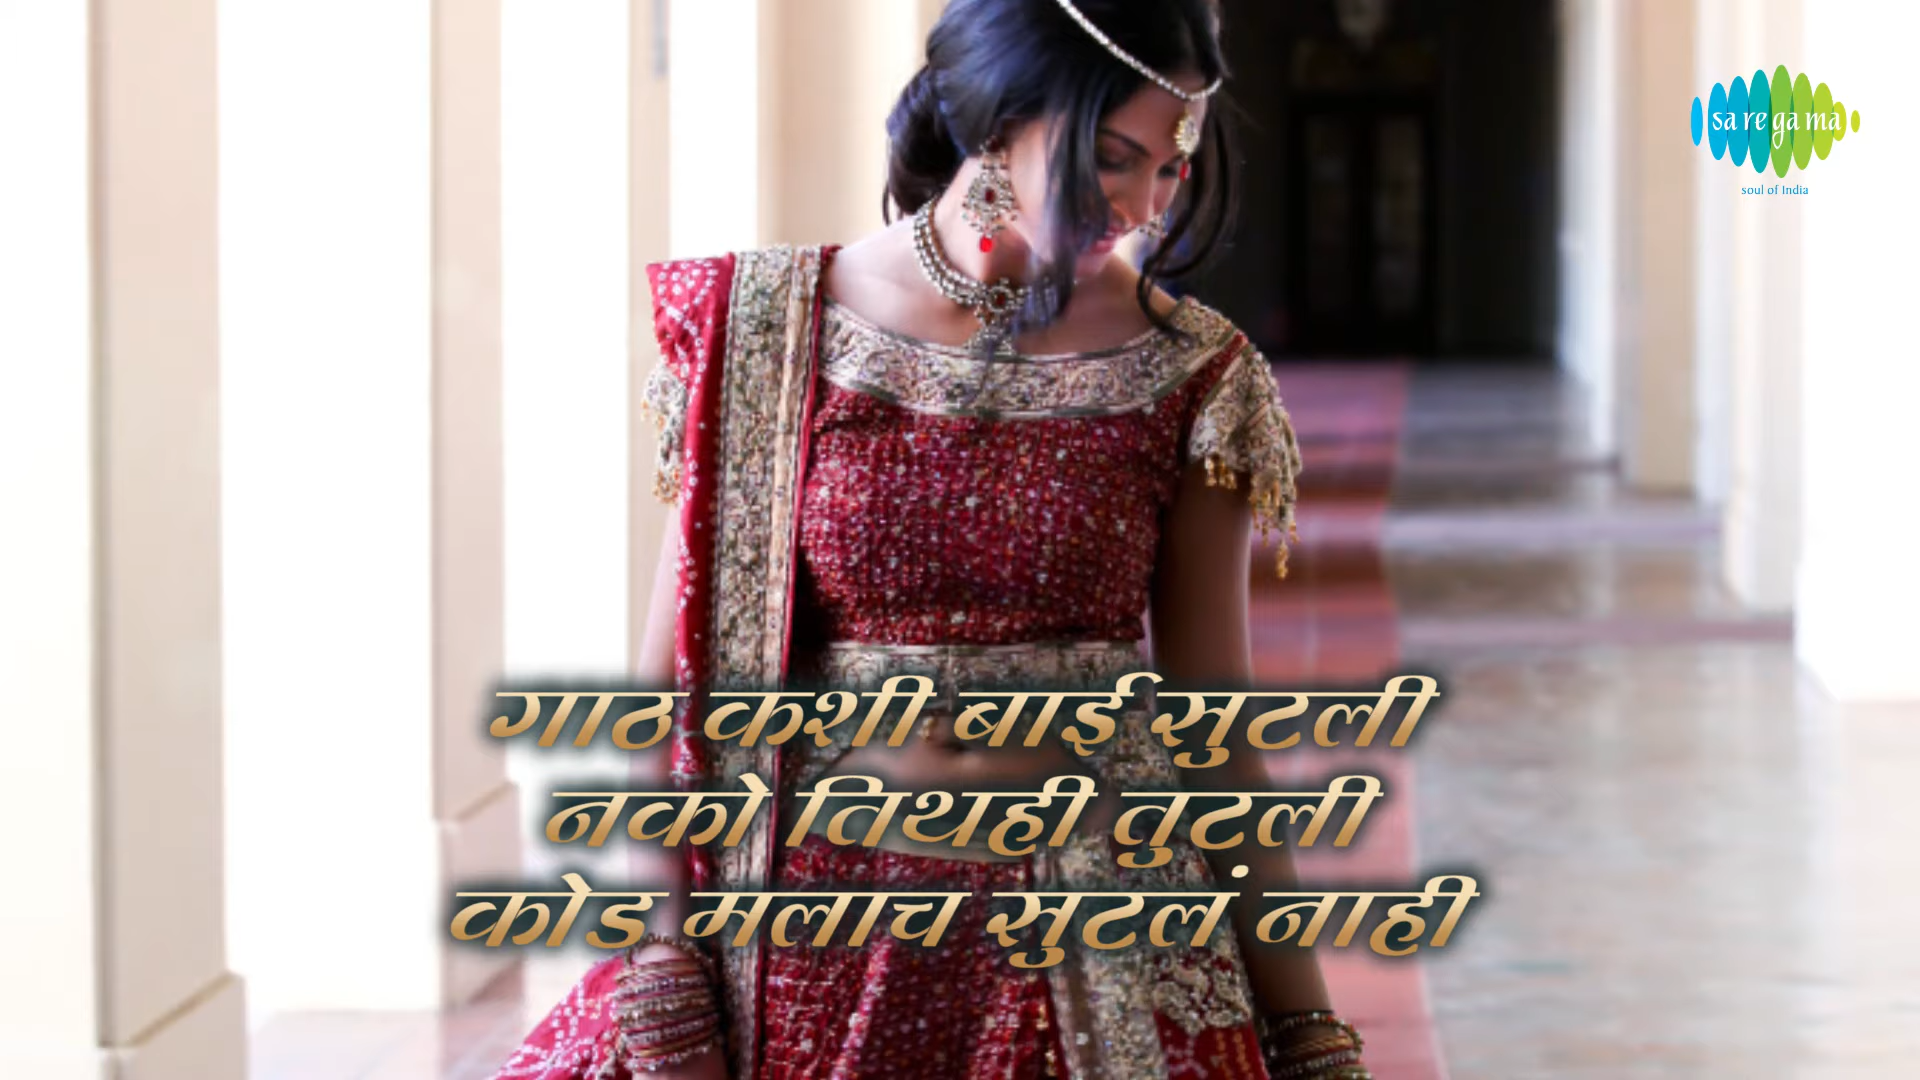 sa re ga ma
soul of India
गाठ कशी बाई सुटली
नको तिथही तुटली
कोड मलाच सुटलं नाही